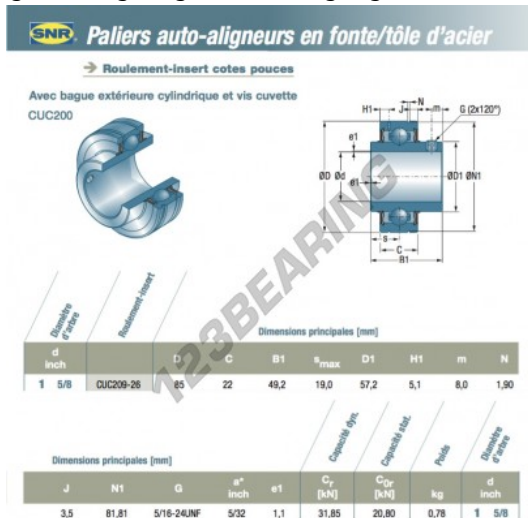 SNR Paliers auto-aligneurs en fonte/tôle d'acier
Roulement-insert cotes pouces
Avec bague extérieure cylindrique et vis cuvette
CUC200
H1 J N m G (2x120°)
e1
ØD Ød ØD1 ØN1
e1
s
C
B1
123BEARING
Diamètre d'arbre Roulement-insert Dimensions principales [mm]
d inch D C B1 smax D1 H1 m N
1 5/8 CUC209-26 85 22 49,2 19,0 57,2 5,1 8,0 1,90
Dimensions principales [mm] Capacité dyn. Capacité stat. Poids Diamètre d'arbre
J N1 G a* inch e1 Cr [kN] C0r [kN] kg d inch
3,5 81,81 5/16-24UNF 5/32 1,1 31,85 20,80 0,78 1 5/8